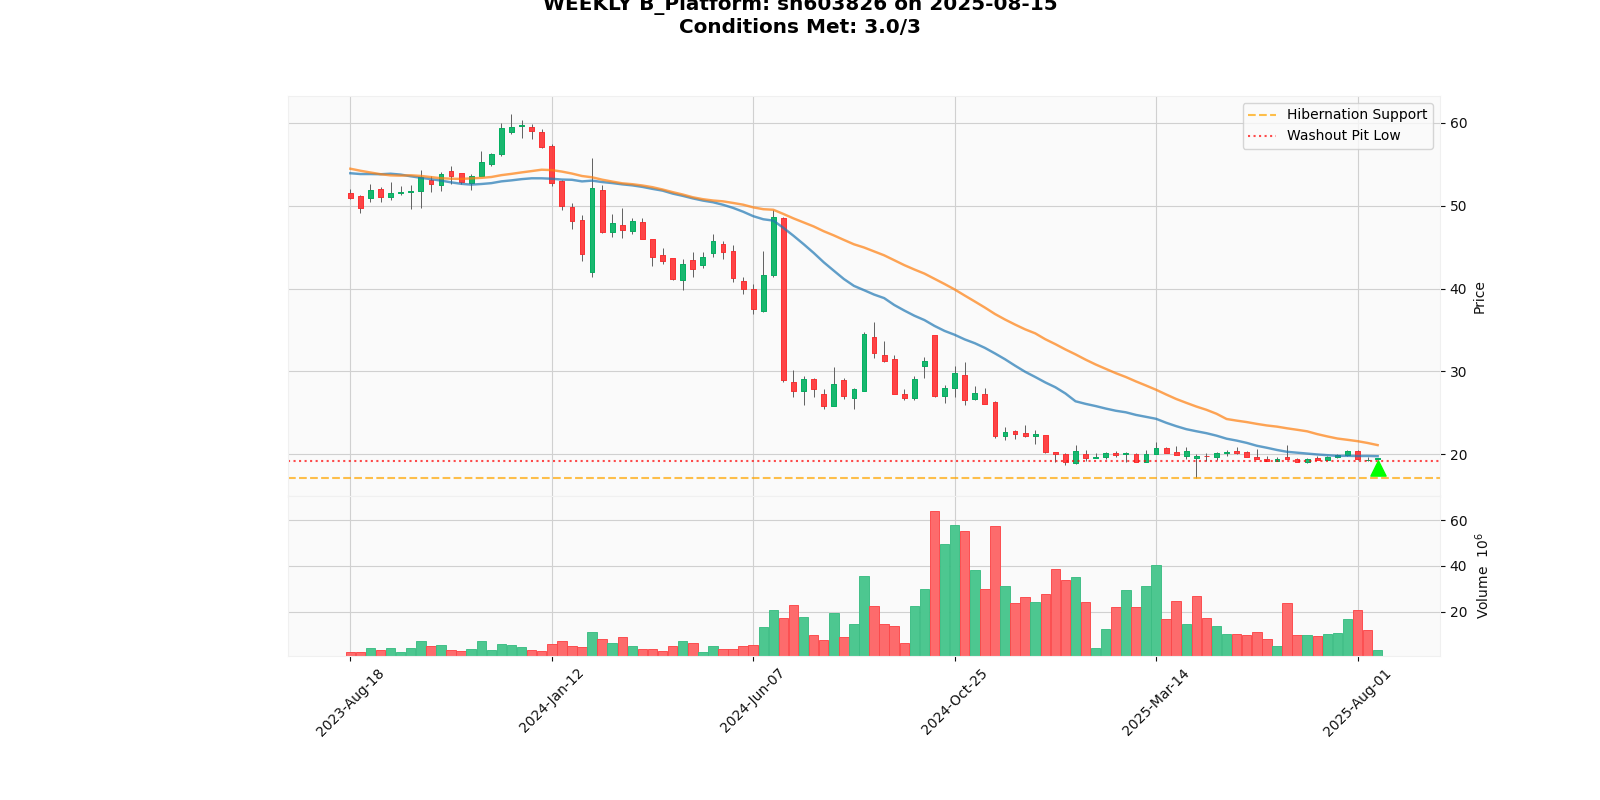 WEEKLY B_Platform: sh603826 on 2025-08-15
Conditions Met: 3.0/3
Hibernation Support
Washout Pit Low
60
50
40
30
20
Price
60
40
20
Volume 10⁶
2023-Aug-18
2024-Jan-12
2024-Jun-07
2024-Oct-25
2025-Mar-14
2025-Aug-01